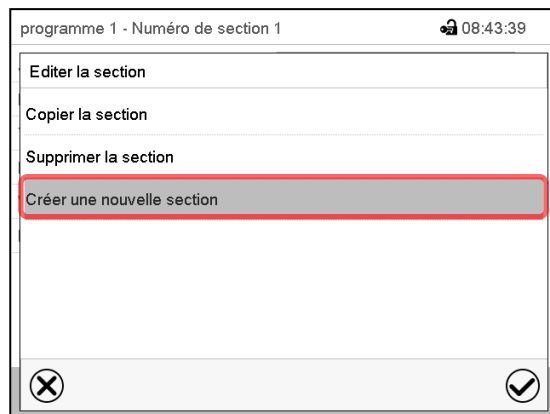 programme 1 - Numéro de section 1 08:43:39
Editer la section
Copier la section
Supprimer la section
Créer une nouvelle section